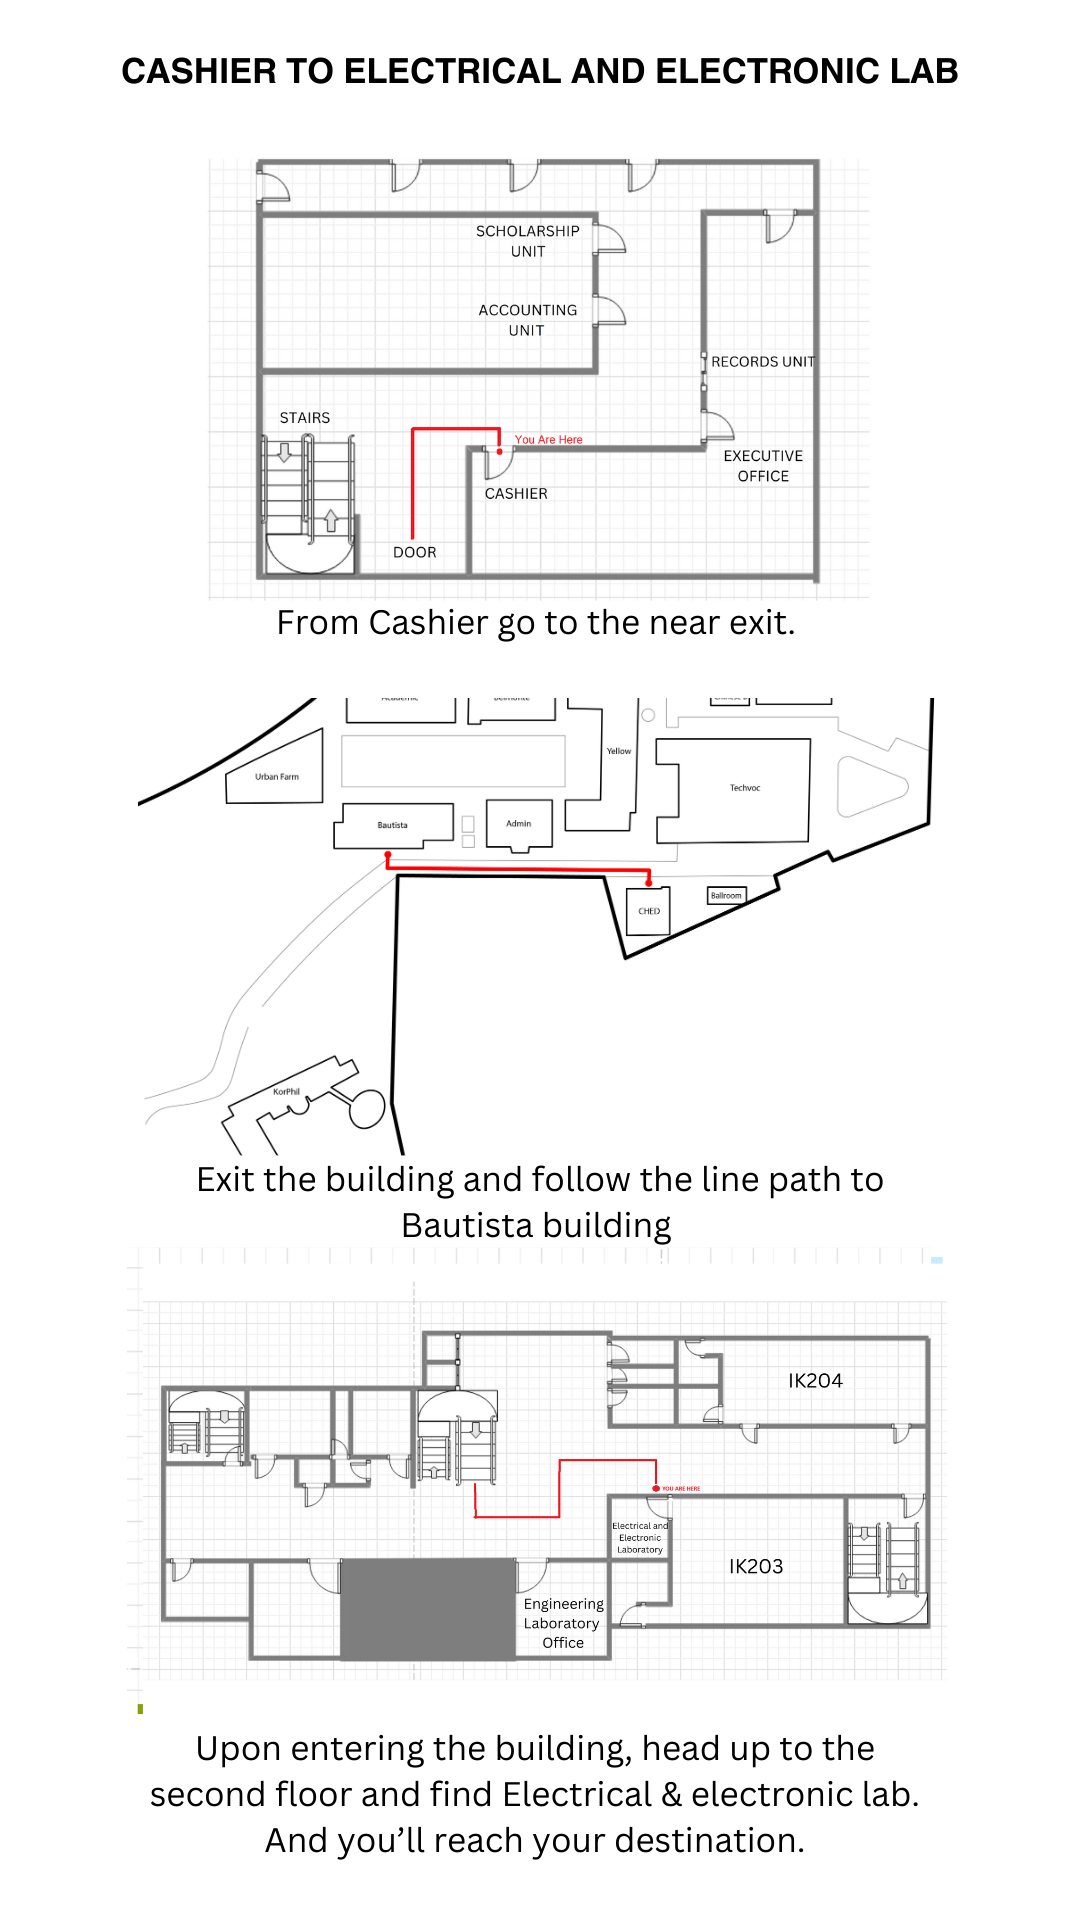 CASHIER TO ELECTRICAL AND ELECTRONIC LAB
SCHOLARSHIP
UNIT
ACCOUNTING
UNIT
RECORDS UNIT
STAIRS
You Are Here
EXECUTIVE
OFFICE
CASHIER
DOOR
From Cashier go to the near exit.
Academic
Belmonte
Yellow
Urban Farm
Techvoc
Bautista
Admin
Ballroom
CHED
KorPhil
Exit the building and follow the line path to
Bautista building
IK204
YOU ARE HERE
Electrical and
Electronic
Laboratory
IK203
Engineering
Laboratory
Office
Upon entering the building, head up to the
second floor and find Electrical & electronic lab.
And you’ll reach your destination.